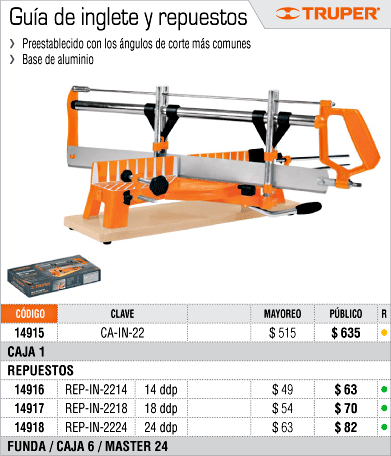 Guía de inglete y repuestos
TRUPER®
Preestablecido con los ángulos de corte más comunes
Base de aluminio
CÓDIGO CLAVE MAYOREO PÚBLICO R
14915 CA-IN-22 $ 515 $ 635
CAJA 1
REPUESTOS
14916 REP-IN-2214 14 ddp $ 49 $ 63
14917 REP-IN-2218 18 ddp $ 54 $ 70
14918 REP-IN-2224 24 ddp $ 63 $ 82
FUNDA / CAJA 6 / MASTER 24